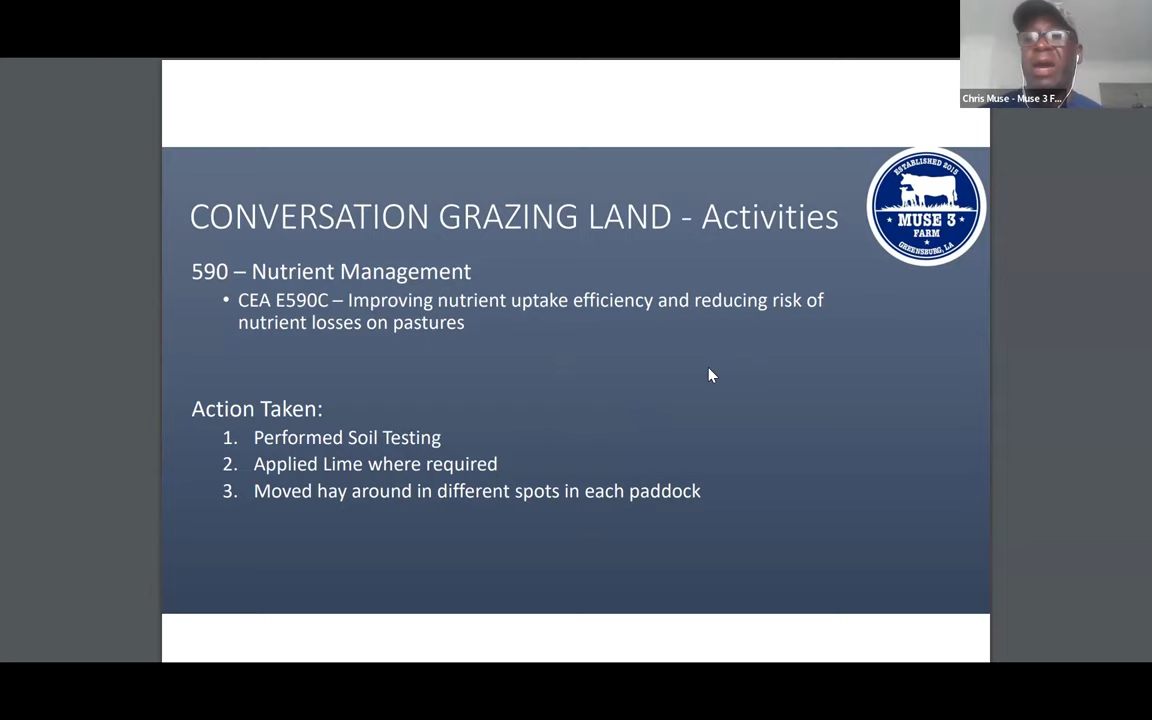 Chris Muse - Muse 3 F...
ESTABLISHED 2015
MUSE 3
FARM
GREENSBURG, LA
CONVERSATION GRAZING LAND - Activities
590 – Nutrient Management
• CEA E590C – Improving nutrient uptake efficiency and reducing risk of
nutrient losses on pastures
Action Taken:
1. Performed Soil Testing
2. Applied Lime where required
3. Moved hay around in different spots in each paddock